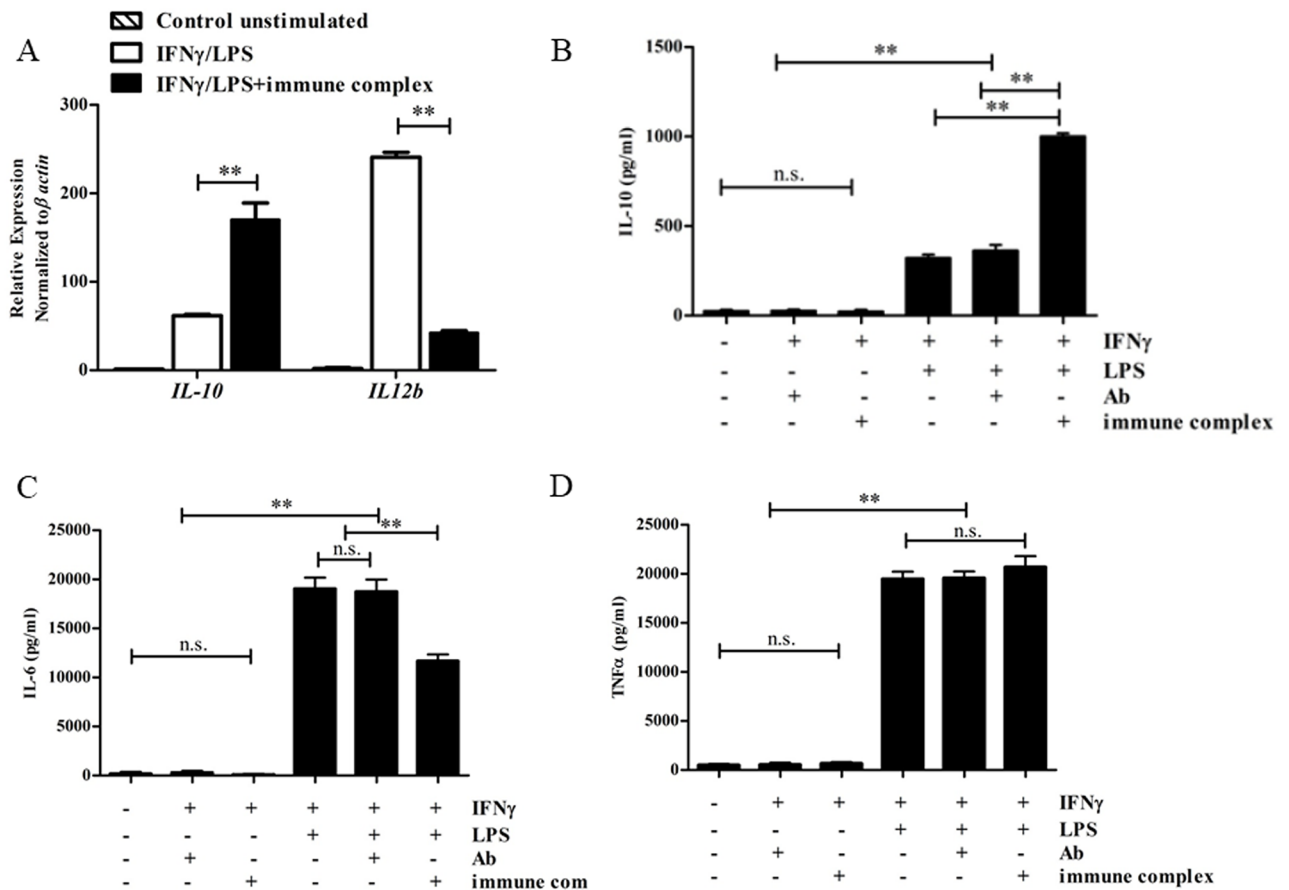 A
Control unstimulated
IFNγ/LPS
IFNγ/LPS+immune complex
Relative Expression
Normalized toβ actin
300
200
100
0
**
**
IL-10
IL12b
B
IL-10 (pg/ml)
1500
1000
500
0
**
**
**
n.s.
- + + + + + IFNγ
- - - + + + LPS
- + - - + - Ab
- - + - - + immune complex
C
IL-6 (pg/ml)
25000
20000
15000
10000
5000
0
**
**
n.s.
n.s.
- + + + + + IFNγ
- - - + + + LPS
- + - - + - Ab
- - + - - + immune com
D
TNFα (pg/ml)
25000
20000
15000
10000
5000
0
**
n.s.
n.s.
- + + + + + IFNγ
- - - + + + LPS
- + - - + - Ab
- - + - - + immune complex